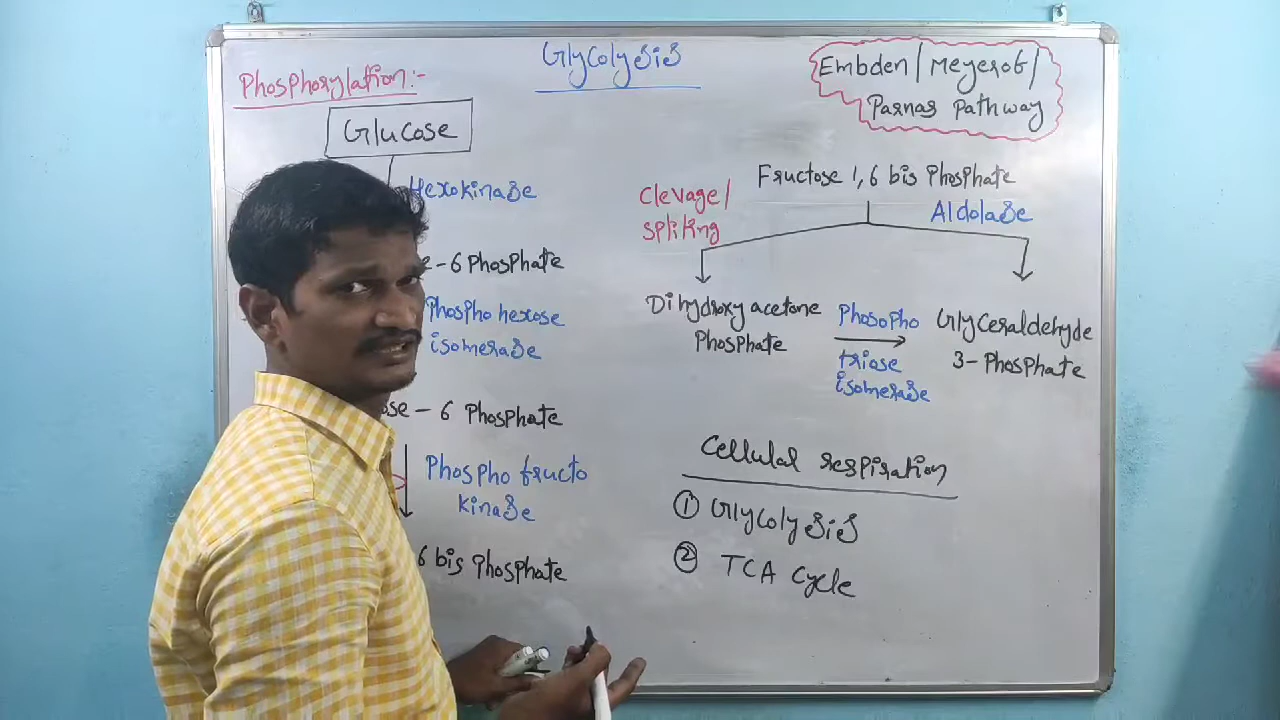 Glycolysis
Phosphorylation:-
Glucose
Hexokinase
e-6 Phosphate
Phospho hexose
isomerase
ose - 6 Phosphate
Phospho fructo
kinase
6 bis Phosphate
Embden/Meyerof/
Parnas Pathway
Fructose 1,6 bis Phosphate
Clevage/
Spliking
Aldolase
Dihydroxy acetone
Phosphate
Phosopho
triose
isomerase
Glyceraldehyde
3-Phosphate
Cellulal respiration
① Glycolysis
② TCA Cycle